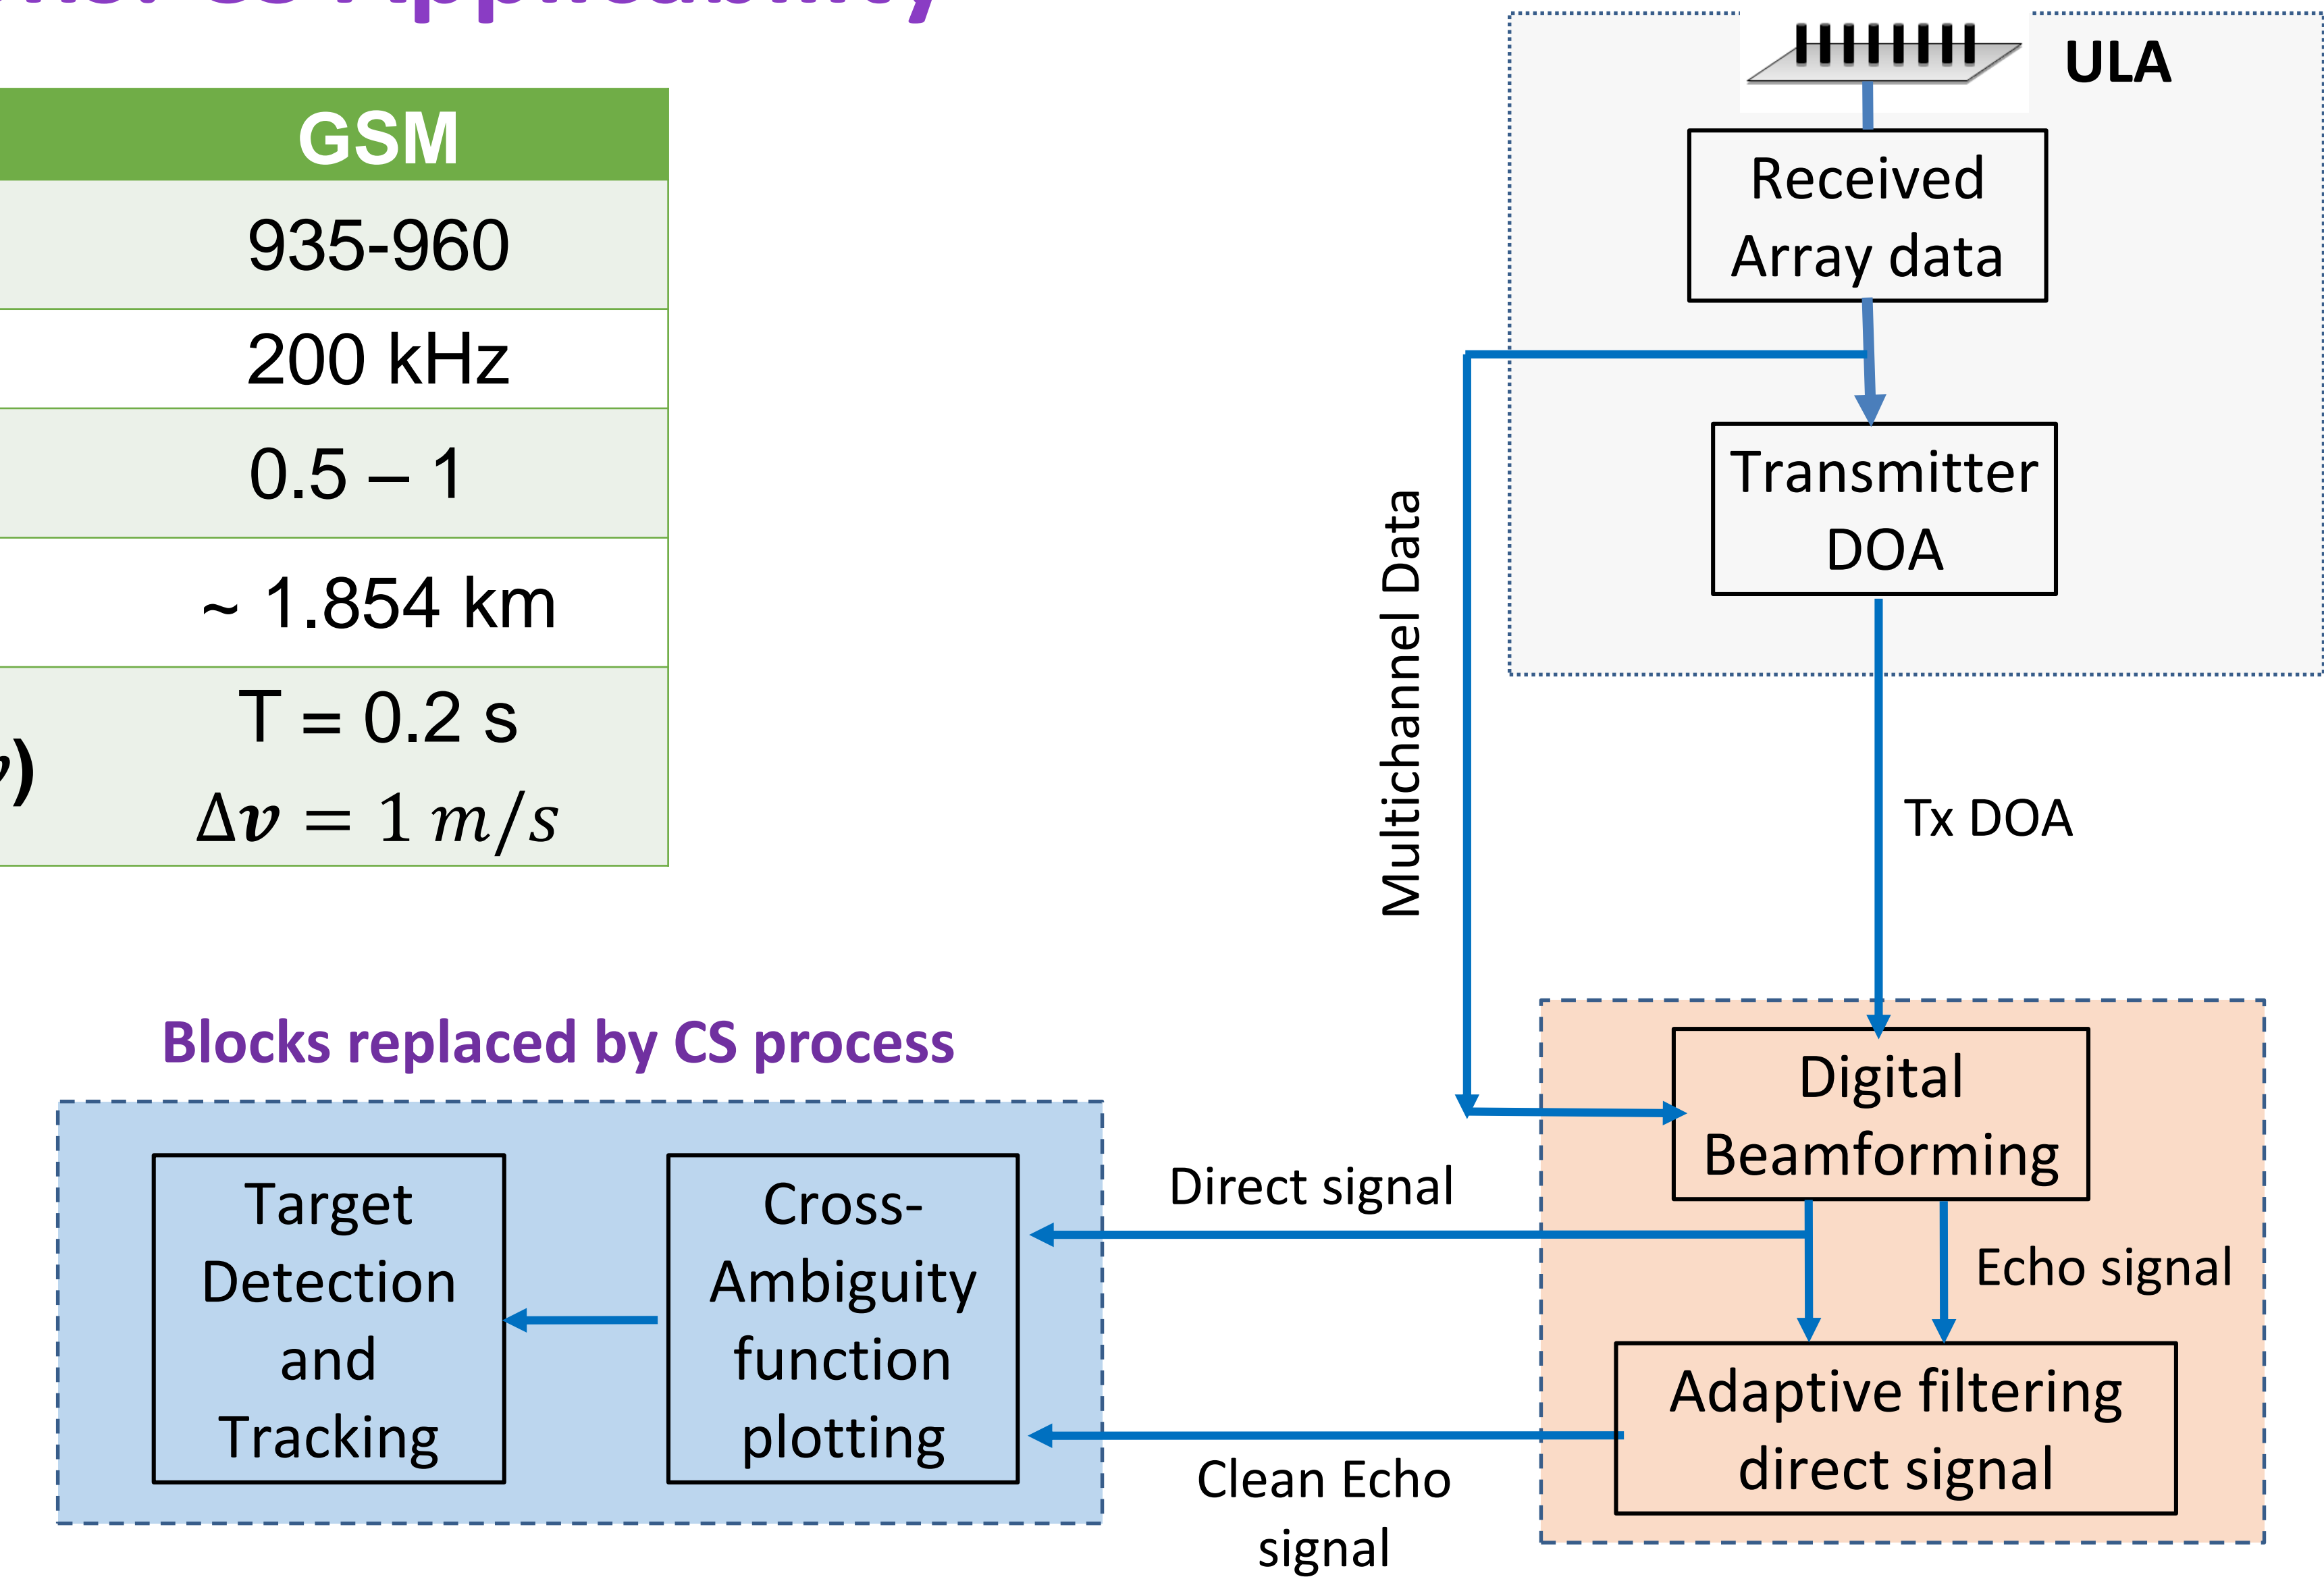 CS Applicability
GSM
935-960
200 kHz
0.5 – 1
~ 1.854 km
v)
T = 0.2 s
Δv = 1 m/s
ULA
Received
Array data
Transmitter
DOA
Multichannel Data
Tx DOA
Digital
Beamforming
Direct signal
Echo signal
Adaptive filtering
direct signal
Clean Echo
signal
Blocks replaced by CS process
Cross-
Ambiguity
function
plotting
Target
Detection
and
Tracking